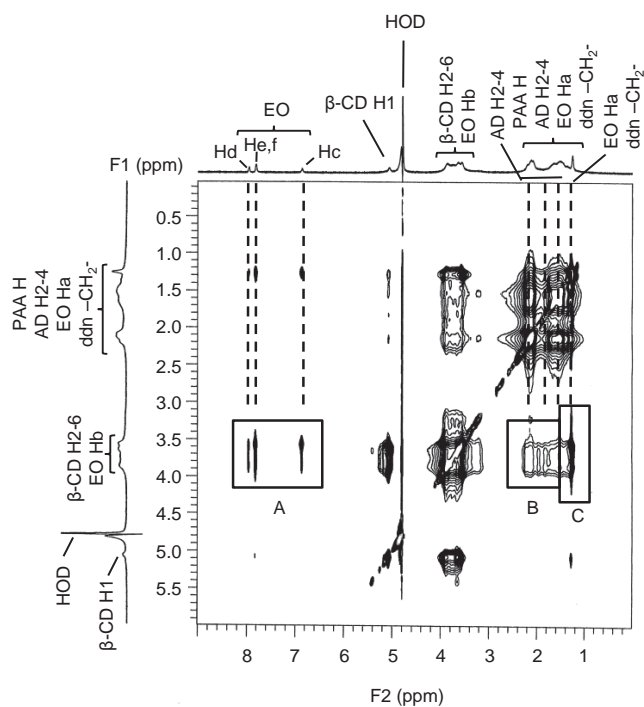 HOD
EO
Hd
He,f
Hc
β-CD H1
β-CD H2-6
EO Hb
AD H2-4
PAA H
AD H2-4
EO Ha
ddn –CH2-
EO Ha
ddn –CH2-
F1 (ppm)
0.5
1.0
1.5
2.0
2.5
3.0
3.5
4.0
4.5
5.0
5.5
PAA H
AD H2-4
EO Ha
ddn –CH2-
β-CD H2-6
EO Hb
HOD
β-CD H1
A
B
C
8
7
6
5
4
3
2
1
F2 (ppm)